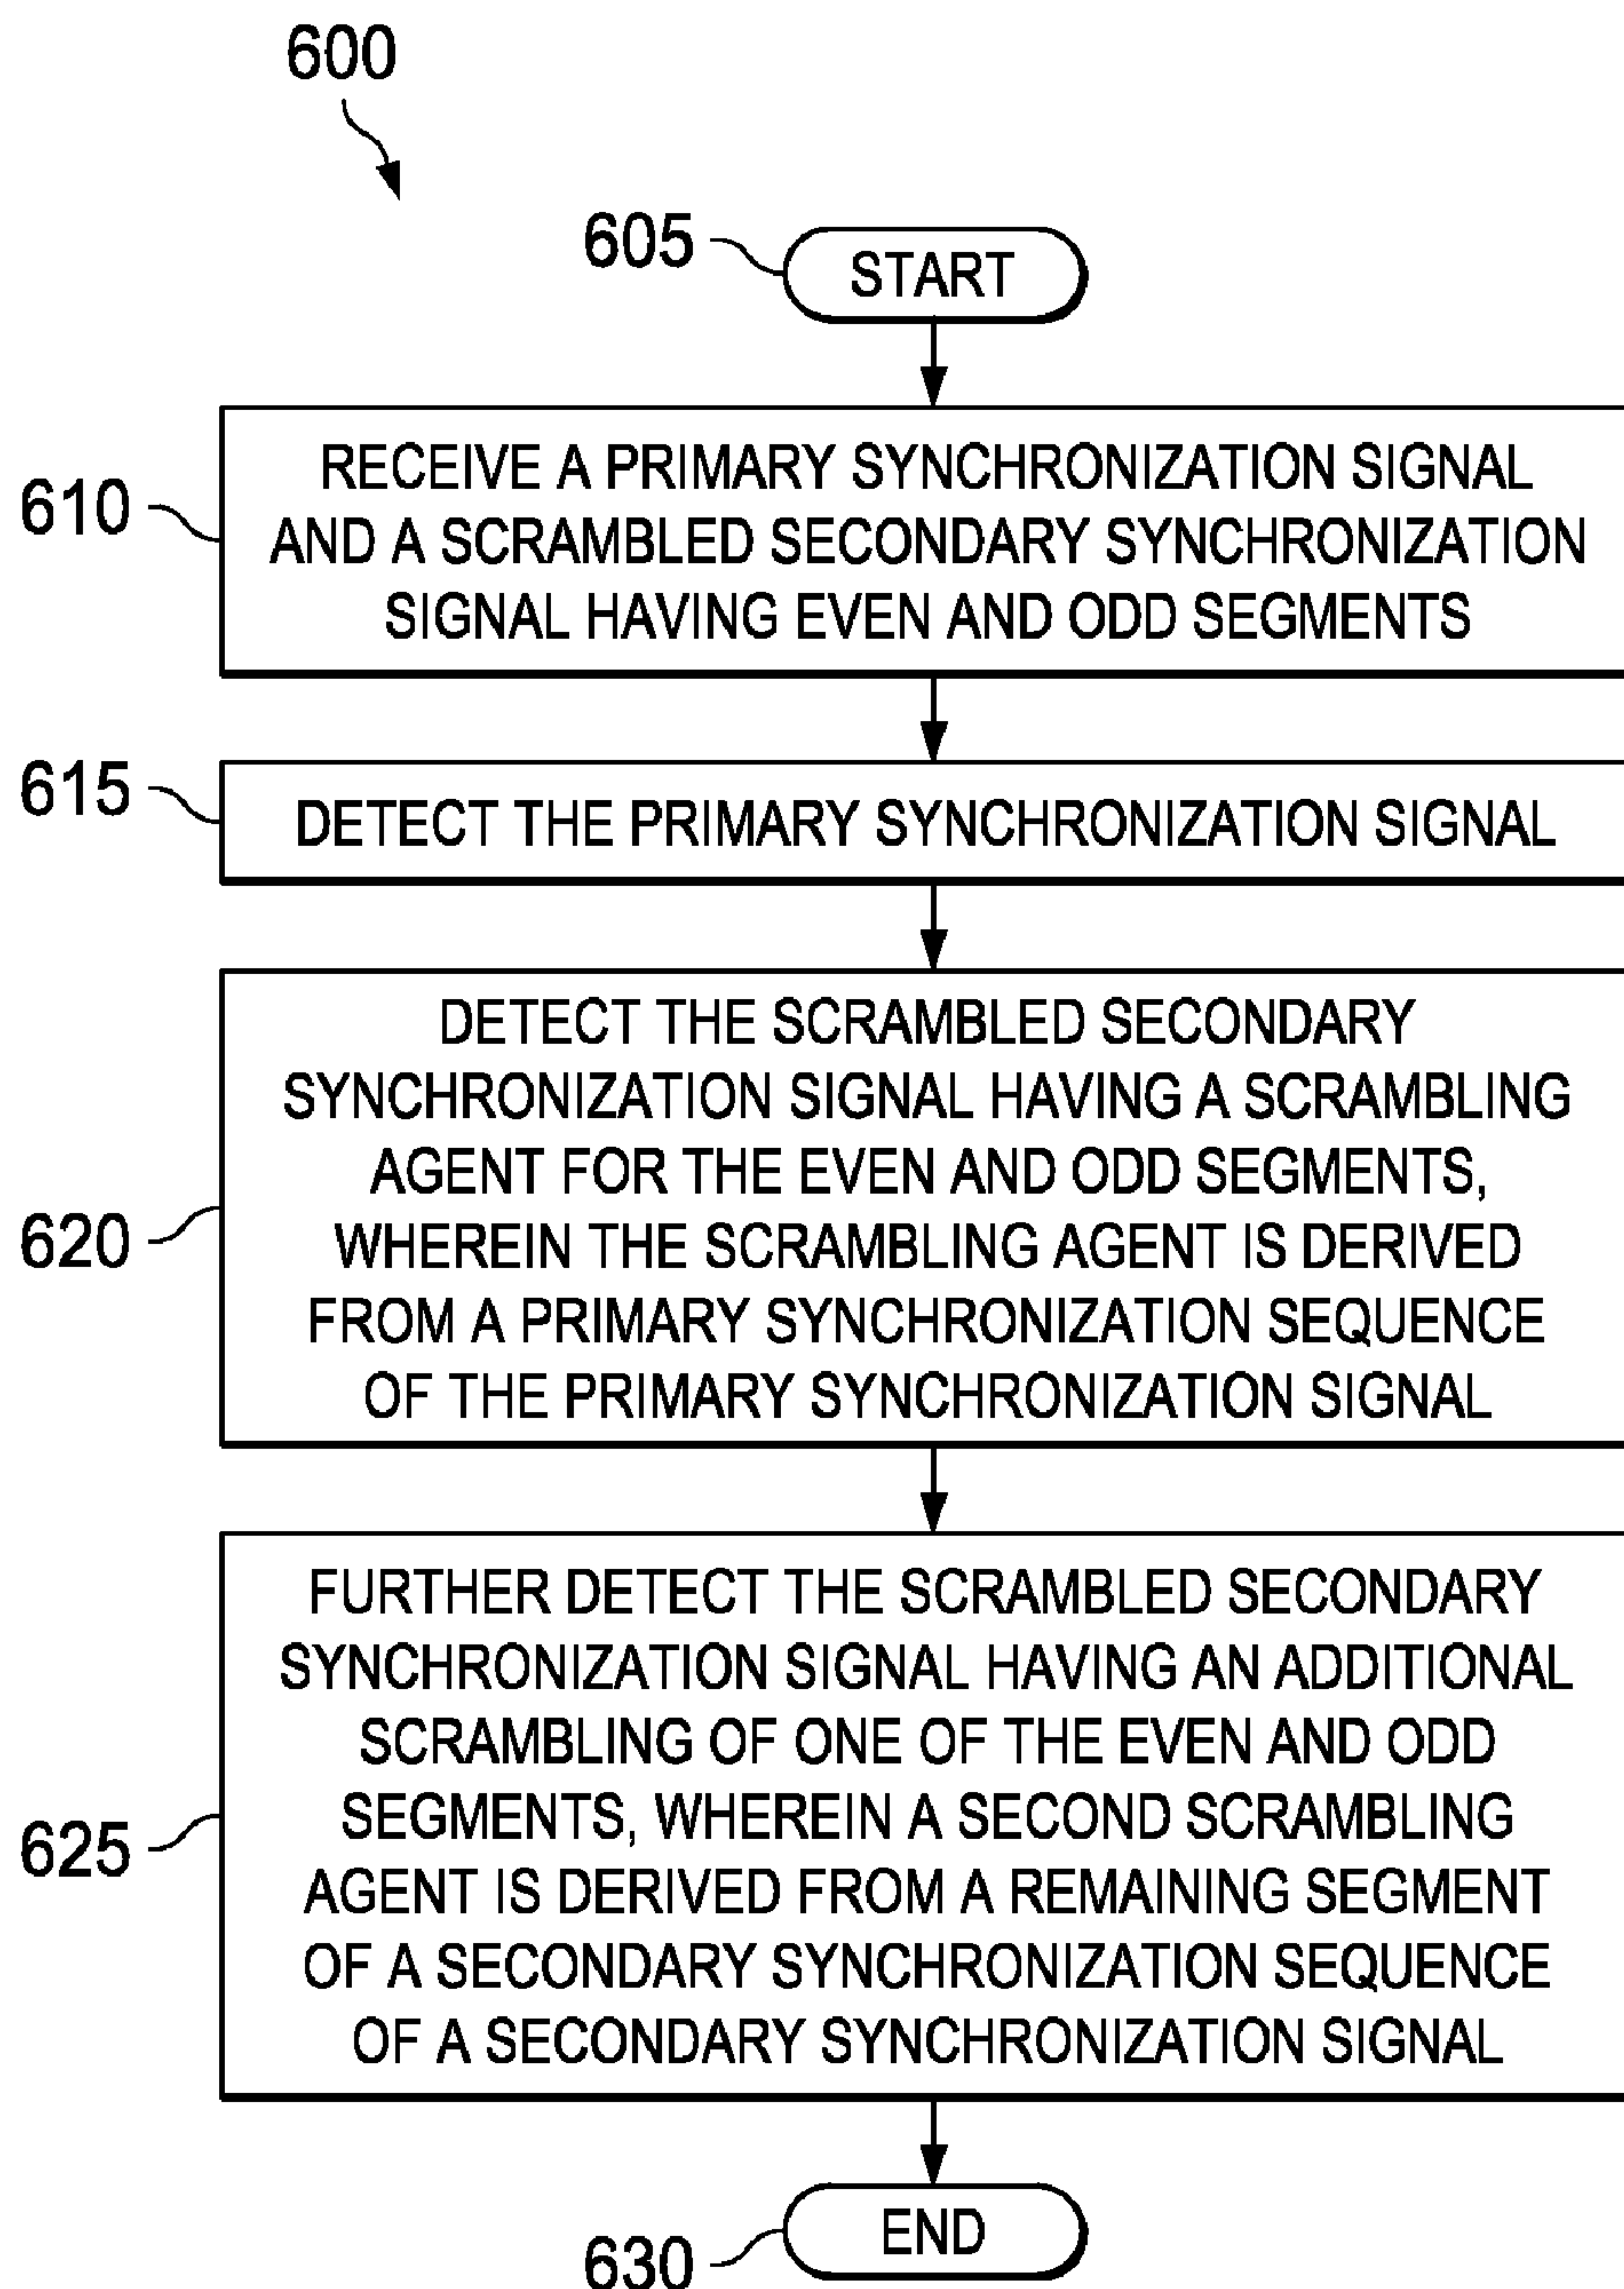 600
605
START
610
RECEIVE A PRIMARY SYNCHRONIZATION SIGNAL
AND A SCRAMBLED SECONDARY SYNCHRONIZATION
SIGNAL HAVING EVEN AND ODD SEGMENTS
615
DETECT THE PRIMARY SYNCHRONIZATION SIGNAL
620
DETECT THE SCRAMBLED SECONDARY
SYNCHRONIZATION SIGNAL HAVING A SCRAMBLING
AGENT FOR THE EVEN AND ODD SEGMENTS,
WHEREIN THE SCRAMBLING AGENT IS DERIVED
FROM A PRIMARY SYNCHRONIZATION SEQUENCE
OF THE PRIMARY SYNCHRONIZATION SIGNAL
625
FURTHER DETECT THE SCRAMBLED SECONDARY
SYNCHRONIZATION SIGNAL HAVING AN ADDITIONAL
SCRAMBLING OF ONE OF THE EVEN AND ODD
SEGMENTS, WHEREIN A SECOND SCRAMBLING
AGENT IS DERIVED FROM A REMAINING SEGMENT
OF A SECONDARY SYNCHRONIZATION SEQUENCE
OF A SECONDARY SYNCHRONIZATION SIGNAL
630
END